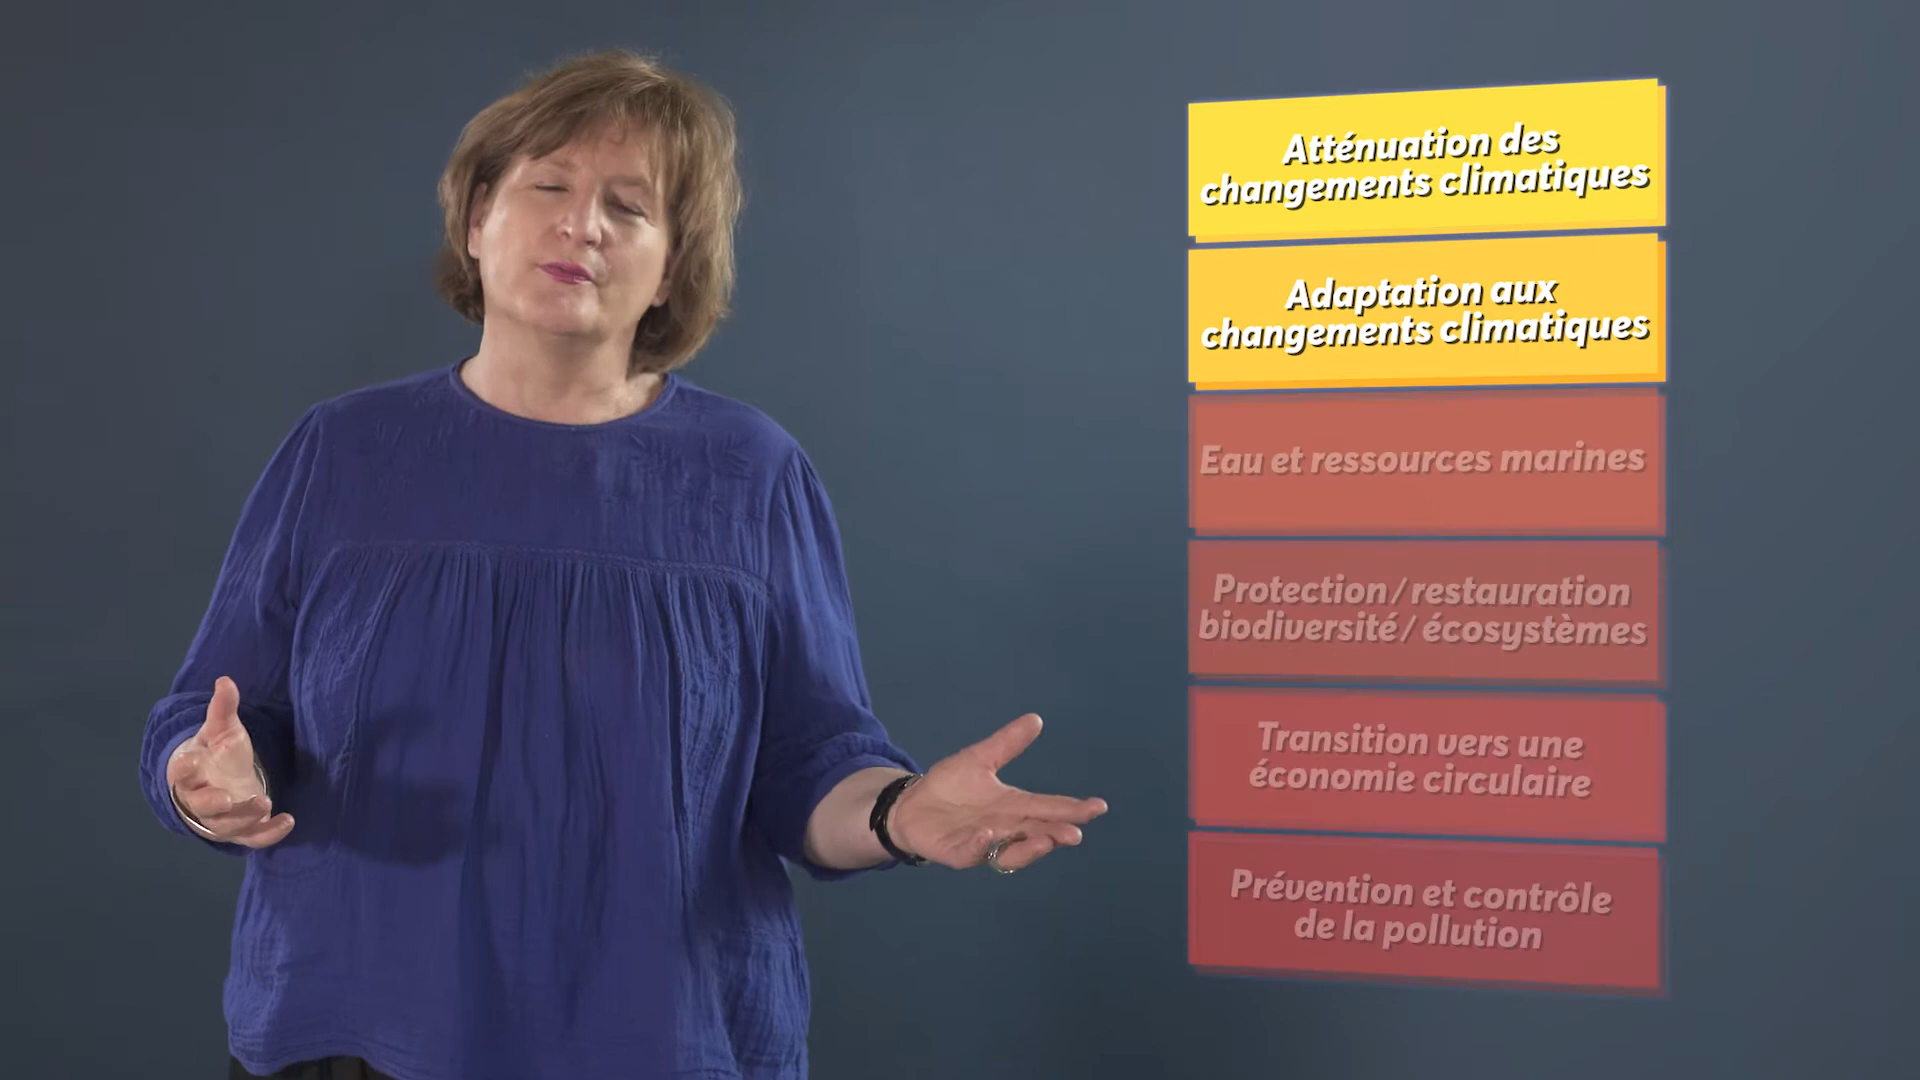 Atténuation des
changements climatiques
Adaptation aux
changements climatiques
Eau et ressources marines
Protection/restauration
biodiversité/écosystèmes
Transition vers une
économie circulaire
Prévention et contrôle
de la pollution